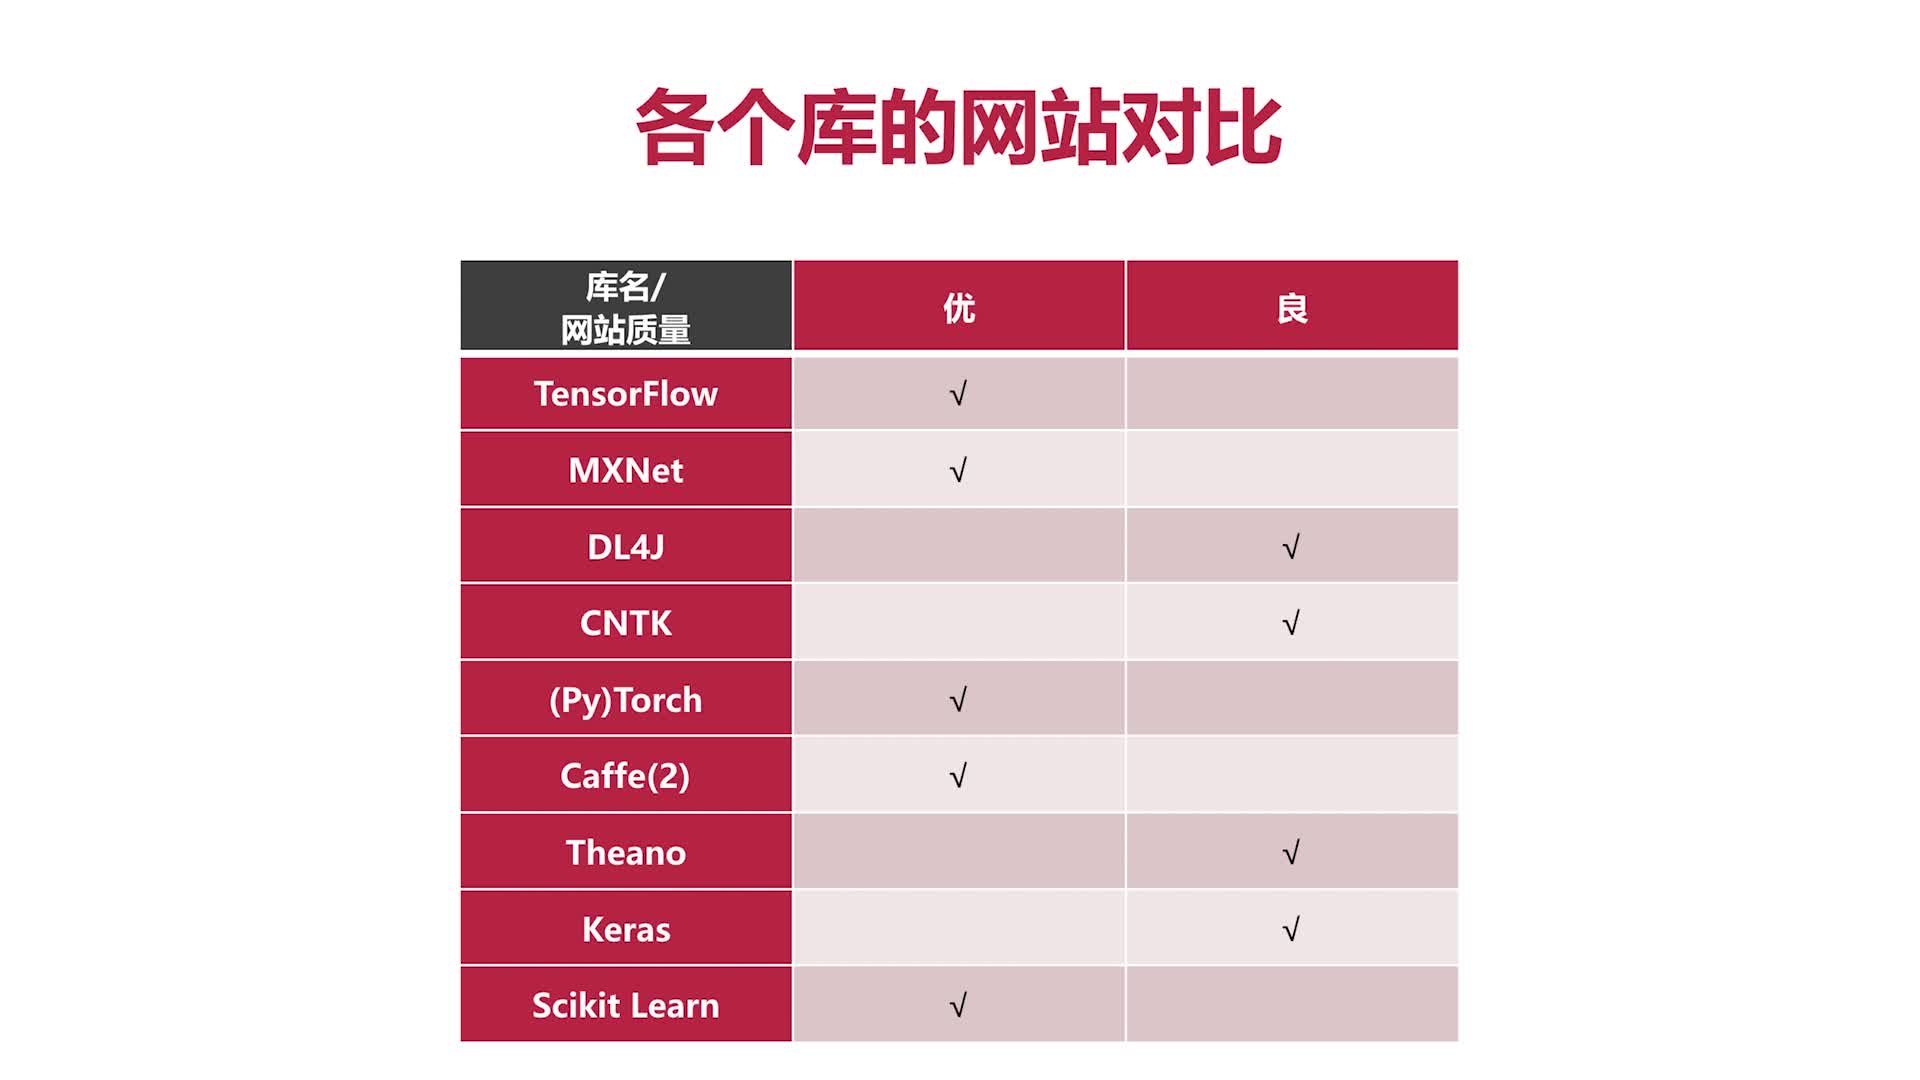 各个库的网站对比
库名/
网站质量
优
良
TensorFlow
√
MXNet
√
DL4J
√
CNTK
√
(Py)Torch
√
Caffe(2)
√
Theano
√
Keras
√
Scikit Learn
√